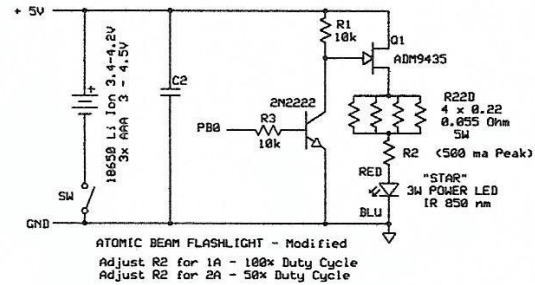 + 5V
R1
10k
Q1
ADM9435
C2
18650 Li Ion 3.4-4.2V
3x AAA 3 - 4.5V
2N2222
R22D
4 x 0.22
0.055 Ohm
5W
PB0
R3
10k
R2 (500 ma Peak)
RED
"STAR"
3W POWER LED
IR 850 nm
SW
BLU
GND
ATOMIC BEAM FLASHLIGHT - Modified
Adjust R2 for 1A - 100% Duty Cycle
Adjust R2 for 2A - 50% Duty Cycle